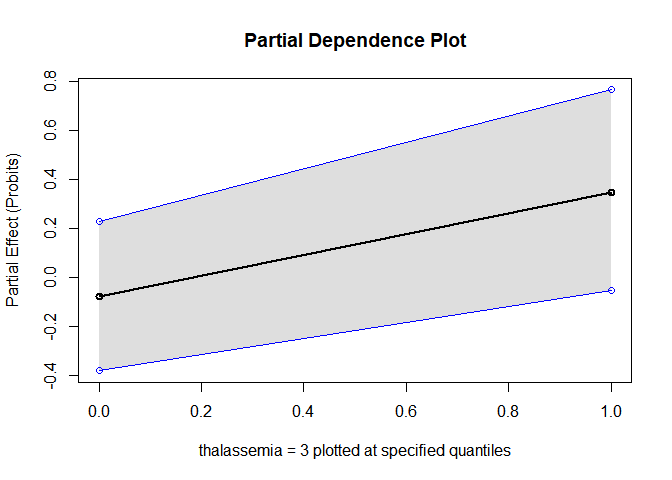 Partial Dependence Plot
Partial Effect (Probits)
0.8
0.6
0.4
0.2
0.0
-0.2
-0.4
0.0 0.2 0.4 0.6 0.8 1.0
thalassemia = 3 plotted at specified quantiles